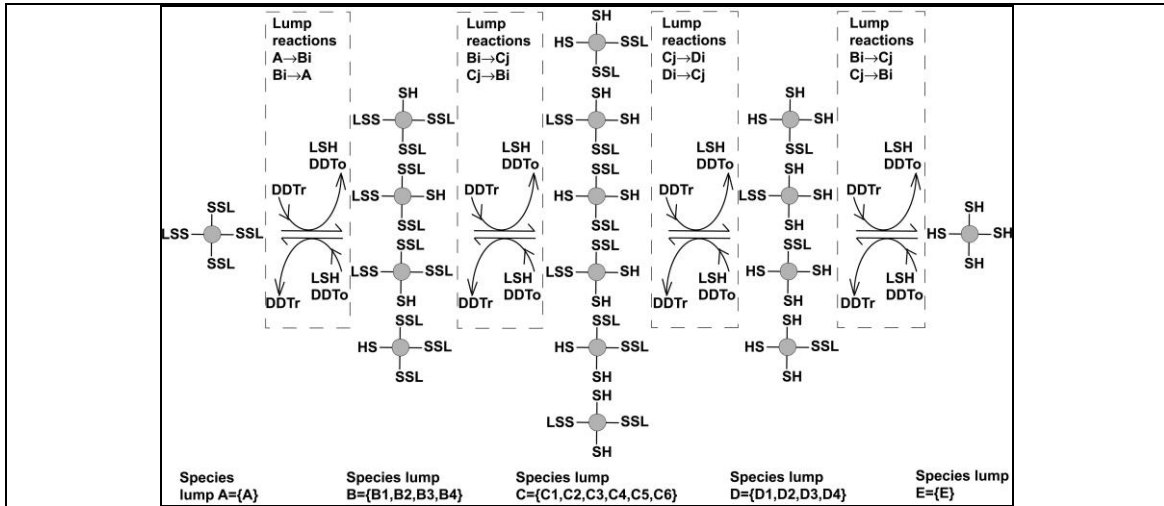 Lump
reactions
A→Bi
Bi→A
Lump
reactions
Bi→Cj
Cj→Bi
Lump
reactions
Cj→Di
Di→Cj
Lump
reactions
Bi→Cj
Cj→Bi
SSL
LSS SSL
SSL
LSH
DDTo
DDTr
LSH
DDTo
DDTr
SH
LSS SSL
SSL
SSL
LSS SH
SSL
SSL
LSS SSL
SH
SSL
HS SSL
SSL
LSH
DDTo
DDTr
LSH
DDTo
DDTr
SH
HS SSL
SSL
SH
LSS SH
SSL
SSL
HS SH
SSL
SSL
LSS SH
SH
SSL
HS SSL
SH
SH
LSS SSL
SH
LSH
DDTo
DDTr
LSH
DDTo
DDTr
SH
HS SH
SSL
SH
LSS SH
SH
SSL
HS SH
SH
SH
HS SSL
SH
LSH
DDTo
DDTr
LSH
DDTo
DDTr
SH
HS SH
SH
Species
lump A={A}
Species lump
B={B1,B2,B3,B4}
Species lump
C={C1,C2,C3,C4,C5,C6}
Species lump
D={D1,D2,D3,D4}
Species lump
E={E}